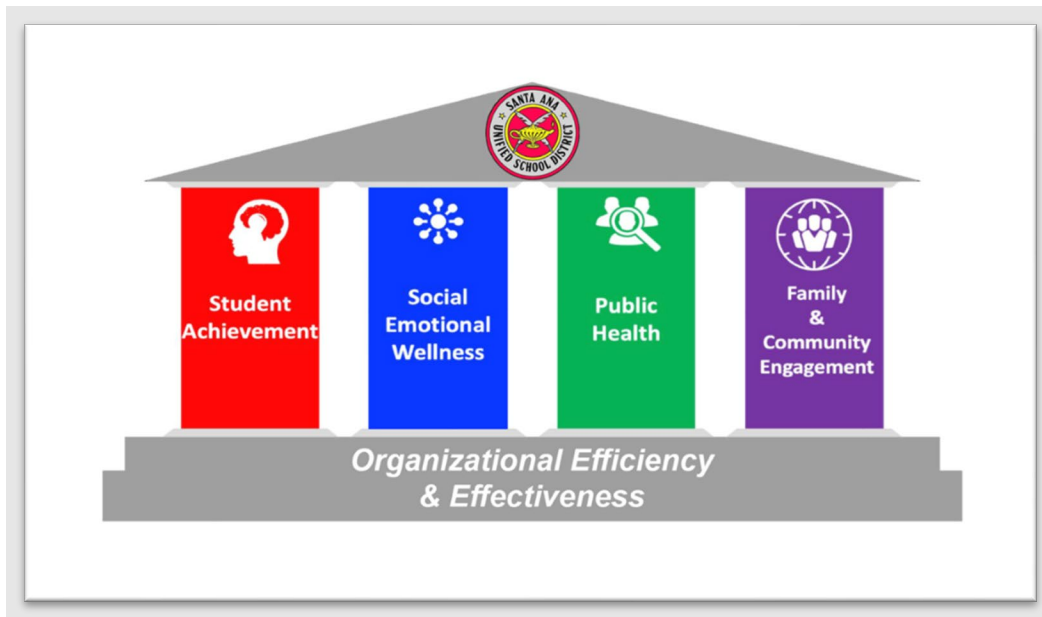 SANTA ANA
UNIFIED SCHOOL DISTRICT
Student
Achievement
Social
Emotional
Wellness
Public
Health
Family
&
Community
Engagement
Organizational Efficiency
& Effectiveness